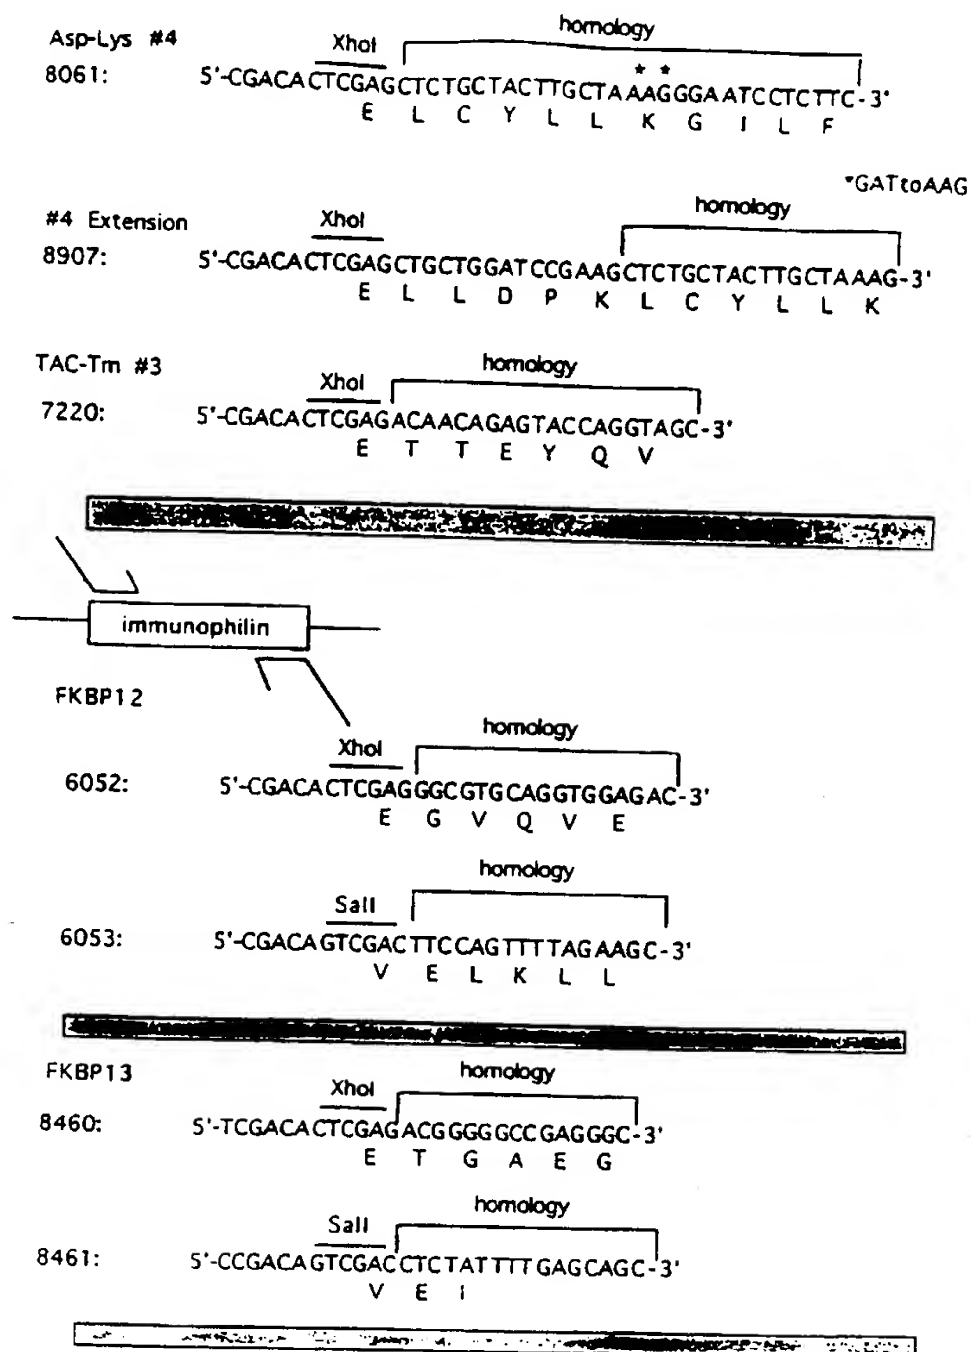 homology
Asp-Lys #4
XhoI
* *
8061: 5'-CGACACTCGAGCTCTGCTACTTGCTAAAGGGAATCCTCTTC-3'
E L C Y L L K G I L F
*GATtoAAG
homology
#4 Extension
XhoI
8907: 5'-CGACACTCGAGCTGCTGGATCCGAAGCTCTGCTACTTGCTAAAG-3'
E L L D P K L C Y L L K
TAC-Tm #3
homology
XhoI
7220: 5'-CGACACTCGAGACAACAGAGTACCAGGTAGC-3'
E T T E Y Q V
immunophilin
FKBP12
homology
XhoI
6052: 5'-CGACACTCGAGGGCGTGCAGGTGGAGAC-3'
E G V Q V E
homology
SalI
6053: 5'-CGACAGTCGACTTCCAGTTTTAGAAGC-3'
V E L K L L
FKBP13
homology
XhoI
8460: 5'-TCGACACTCGAGACGGGGGCCGAGGGC-3'
E T G A E G
homology
SalI
8461: 5'-CCGACAGTCGACCTCTATTTTGAGCAGC-3'
V E I